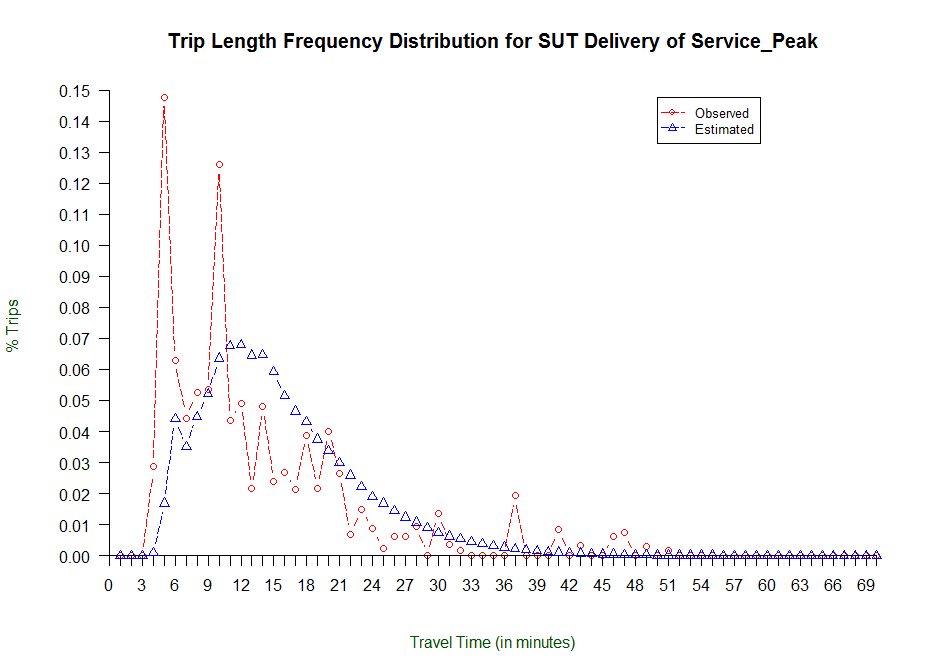 Trip Length Frequency Distribution for SUT Delivery of Service_Peak
Observed
Estimated
0.15
0.14
0.13
0.12
0.11
0.10
0.09
0.08
0.07
0.06
0.05
0.04
0.03
0.02
0.01
0.00
% Trips
0 3 6 9 12 15 18 21 24 27 30 33 36 39 42 45 48 51 54 57 60 63 66 69
Travel Time (in minutes)